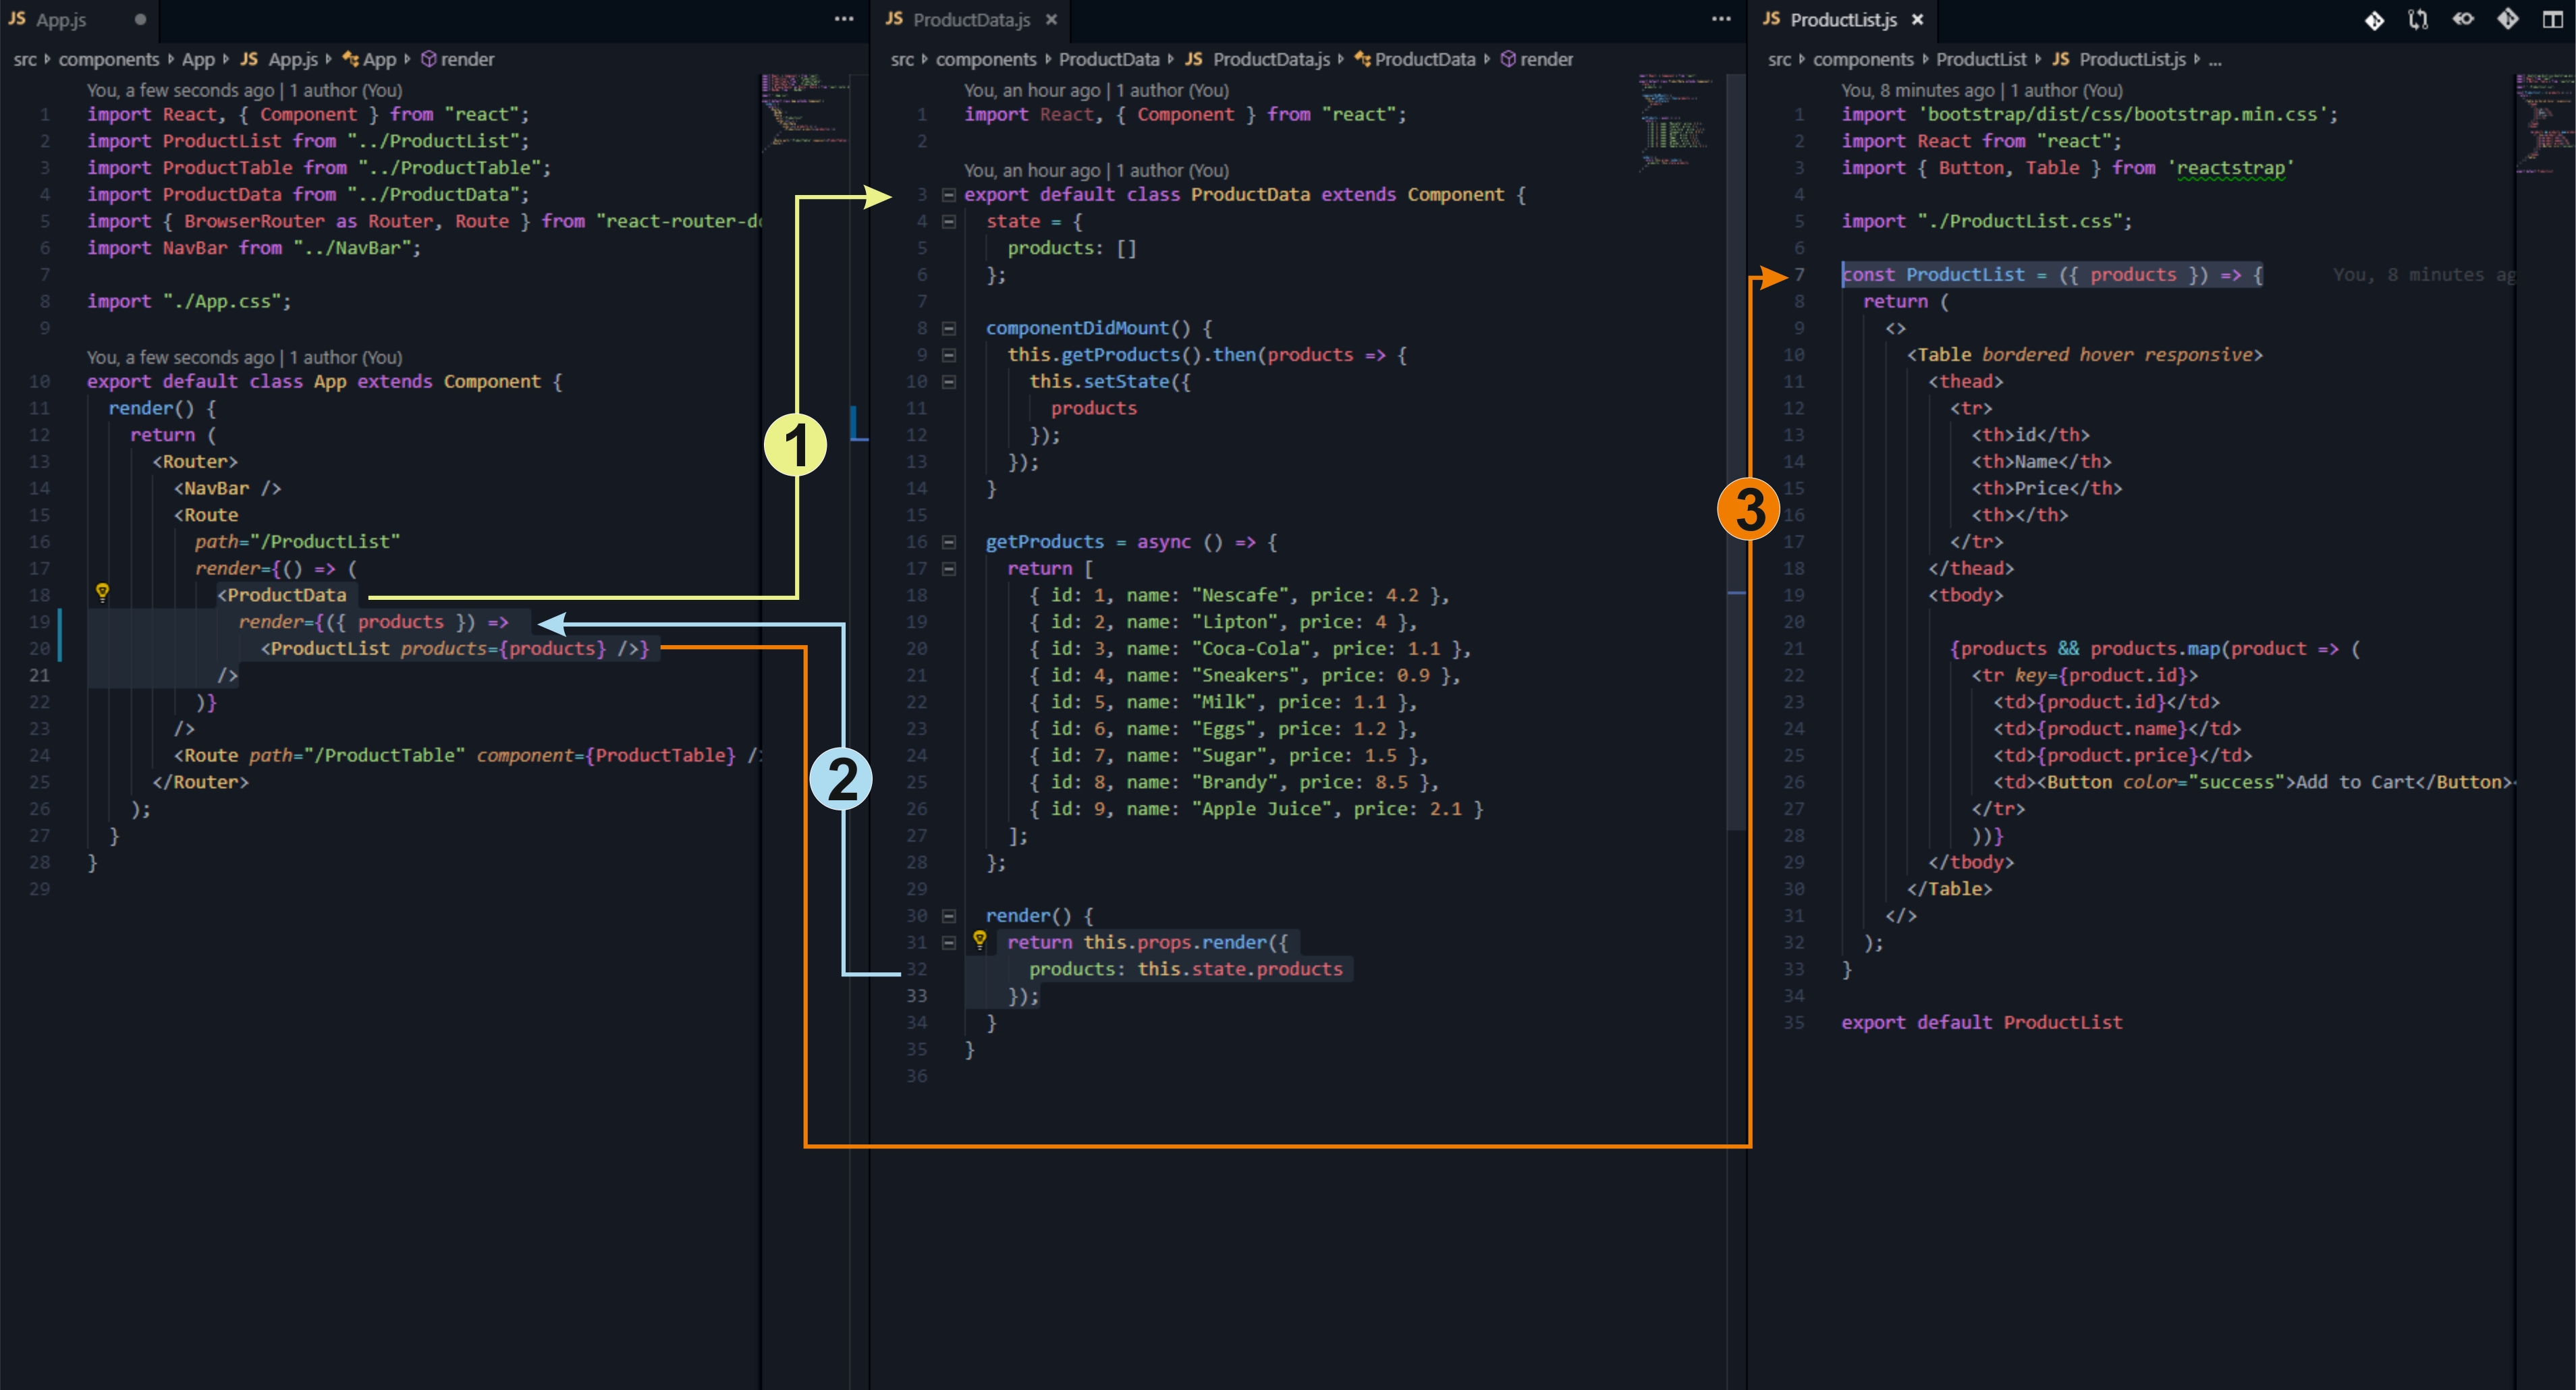 JS App.js
src components App JS App.js App render
You, a few seconds ago | 1 author (You)
1 import React, { Component } from "react";
2 import ProductList from "../ProductList";
3 import ProductTable from "../ProductTable";
4 import ProductData from "../ProductData";
5 import { BrowserRouter as Router, Route } from "react-router-do
6 import NavBar from "../NavBar";
7
8 import "./App.css";
9
You, a few seconds ago | 1 author (You)
10 export default class App extends Component {
11 render() {
12 return (
13 <Router>
14 <NavBar />
15 <Route
16 path="/ProductList"
17 render={() => (
18 <ProductData
19 render={({ products }) =>
20 <ProductList products={products} />}
21 />
22 )}
23 />
24 <Route path="/ProductTable" component={ProductTable} />
25 </Router>
26 );
27 }
28 }
29
1
2
JS ProductData.js
src components ProductData JS ProductData.js ProductData render
You, an hour ago | 1 author (You)
1 import React, { Component } from "react";
2
You, an hour ago | 1 author (You)
3 export default class ProductData extends Component {
4 state = {
5 products: []
6 };
7
8 componentDidMount() {
9 this.getProducts().then(products => {
10 this.setState({
11 products
12 });
13 });
14 }
15
16 getProducts = async () => {
17 return [
18 { id: 1, name: "Nescafe", price: 4.2 },
19 { id: 2, name: "Lipton", price: 4 },
20 { id: 3, name: "Coca-Cola", price: 1.1 },
21 { id: 4, name: "Sneakers", price: 0.9 },
22 { id: 5, name: "Milk", price: 1.1 },
23 { id: 6, name: "Eggs", price: 1.2 },
24 { id: 7, name: "Sugar", price: 1.5 },
25 { id: 8, name: "Brandy", price: 8.5 },
26 { id: 9, name: "Apple Juice", price: 2.1 }
27 ];
28 };
29
30 render() {
31 return this.props.render({
32 products: this.state.products
33 });
34 }
35 }
36
3
JS ProductList.js
src components ProductList JS ProductList.js ...
You, 8 minutes ago | 1 author (You)
1 import 'bootstrap/dist/css/bootstrap.min.css';
2 import React from "react";
3 import { Button, Table } from 'reactstrap'
4
5 import "./ProductList.css";
6
7 const ProductList = ({ products }) => { You, 8 minutes ag
8 return (
9 <>
10 <Table bordered hover responsive>
11 <thead>
12 <tr>
13 <th>id</th>
14 <th>Name</th>
15 <th>Price</th>
16 <th></th>
17 </tr>
18 </thead>
19 <tbody>
20
21 {products && products.map(product => (
22 <tr key={product.id}>
23 <td>{product.id}</td>
24 <td>{product.name}</td>
25 <td>{product.price}</td>
26 <td><Button color="success">Add to Cart</Button><
27 </tr>
28 ))}
29 </tbody>
30 </Table>
31 </>
32 );
33 }
34
35 export default ProductList